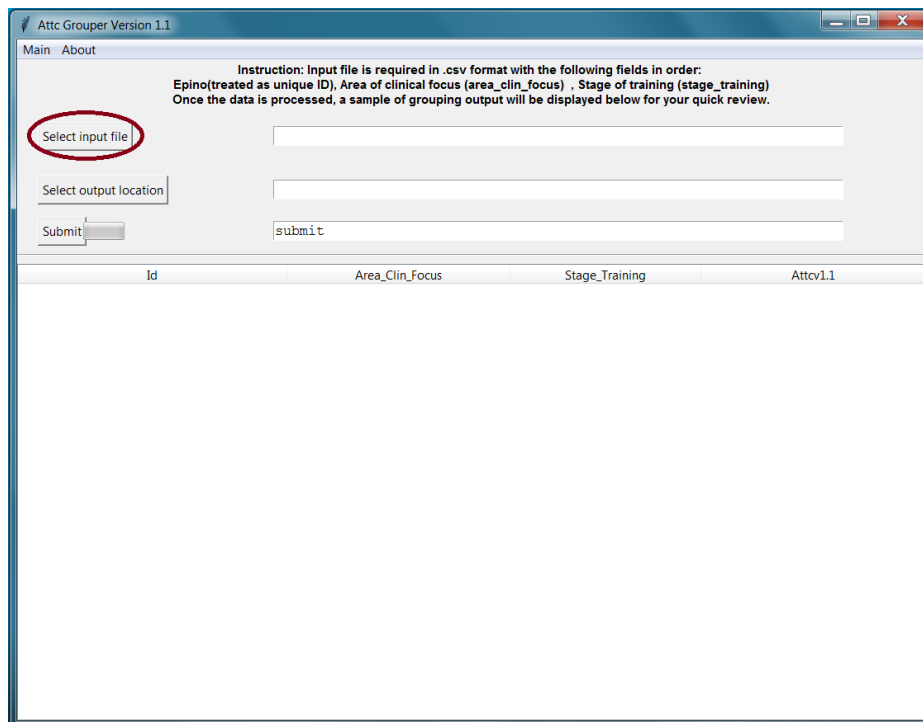 Attc Grouper Version 1.1
Main About
Instruction: Input file is required in .csv format with the following fields in order:
Epino(treated as unique ID), Area of clinical focus (area_clin_focus) , Stage of training (stage_training)
Once the data is processed, a sample of grouping output will be displayed below for your quick review.
Select input file
Select output location
Submit submit
Id Area_Clin_Focus Stage_Training Attcv1.1